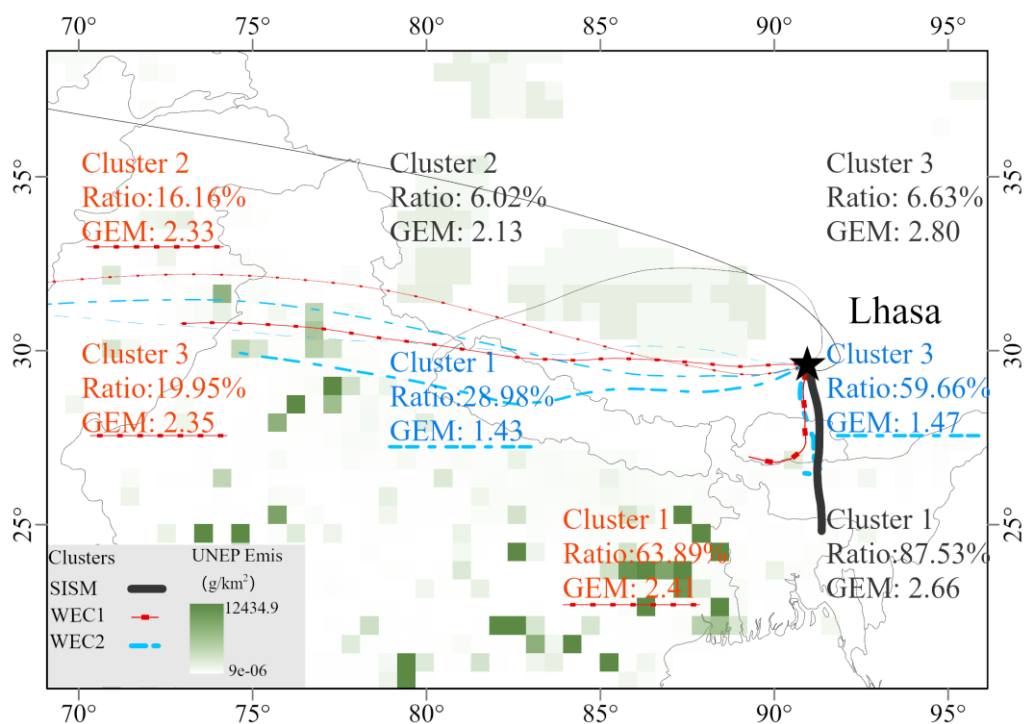 70° 75° 80° 85° 90° 95°
35° 35°
Cluster 2
Ratio:16.16%
GEM: 2.33
Cluster 2
Ratio:6.02%
GEM: 2.13
Cluster 3
Ratio:6.63%
GEM: 2.80
Lhasa
30° 30°
Cluster 3
Ratio:19.95%
GEM: 2.35
Cluster 1
Ratio:28.98%
GEM: 1.43
Cluster 3
Ratio:59.66%
GEM: 1.47
25° 25°
Cluster 1
Ratio:63.89%
GEM: 2.41
Cluster 1
Ratio:87.53%
GEM: 2.66
Clusters
SISM
WEC1
WEC2
UNEP Emis
(g/km²)
12434.9
9e-06
70° 75° 80° 85° 90° 95°